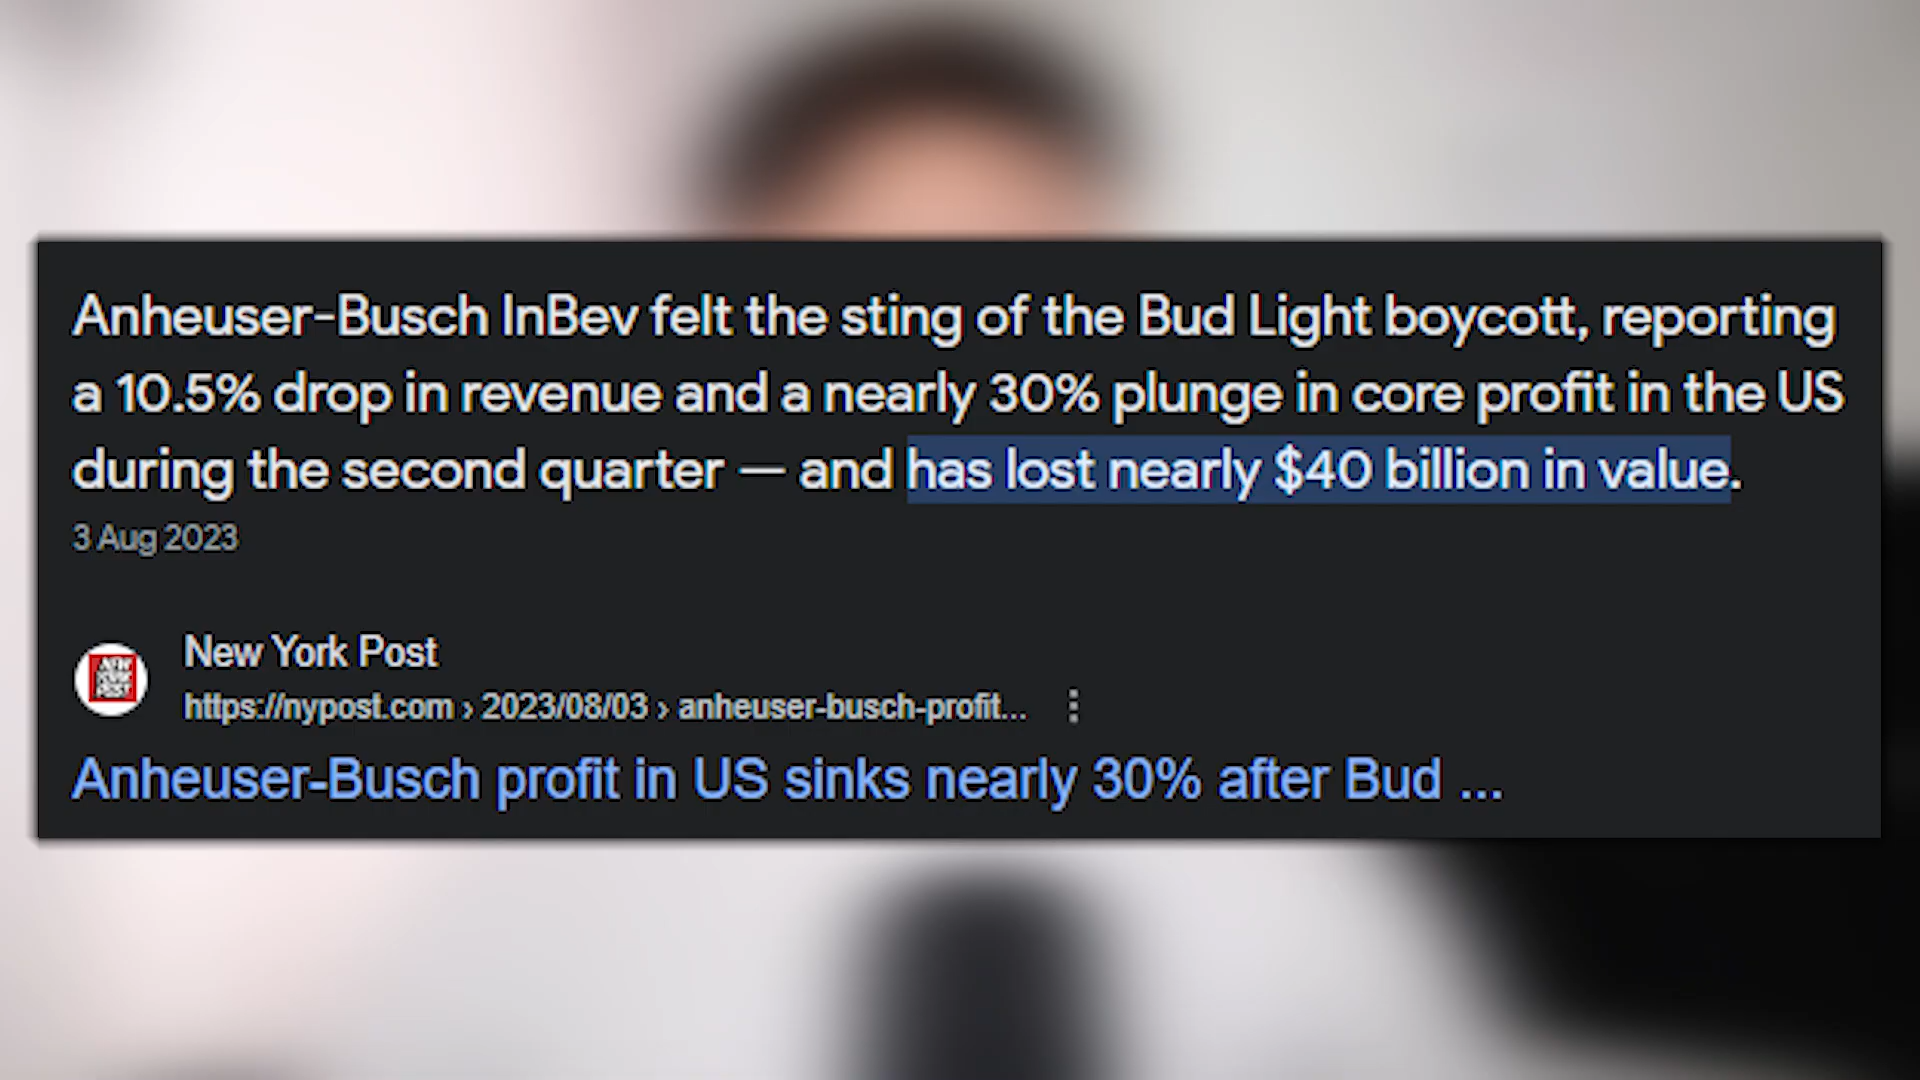 Anheuser-Busch InBev felt the sting of the Bud Light boycott, reporting
a 10.5% drop in revenue and a nearly 30% plunge in core profit in the US
during the second quarter — and has lost nearly $40 billion in value.
3 Aug 2023
NEW
YORK
POST
New York Post
https://nypost.com › 2023/08/03 › anheuser-busch-profit...
Anheuser-Busch profit in US sinks nearly 30% after Bud ...